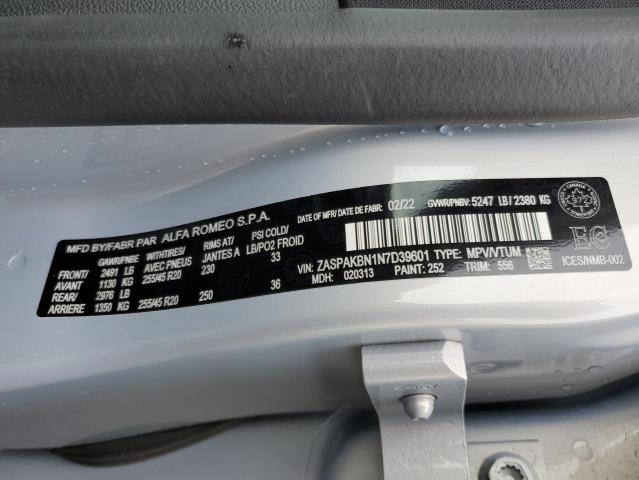 MFD BY/FABR PAR ALFA ROMEO S.P.A. DATE OF MFR/DATE DE FABR: 02/22 GVWR/PNBV: 5247 LB / 2380 KG
GAWR/PNBE WITH TIRES/ RIMS AT/ PSI COLD/
AVEC PNEUS JANTES A LB/PO2 FROID
FRONT/ 2491 LB 255/45 R20 230 33
AVANT 1130 KG
REAR/ 2976 LB 255/45 R20 250 36
ARRIERE 1350 KG
VIN: ZASPAKBN1N7D39601 TYPE: MPV/VTUM
MDH: 020313 PAINT: 252 TRIM: 556
CANADA
972
EC
ICES/NMB-002